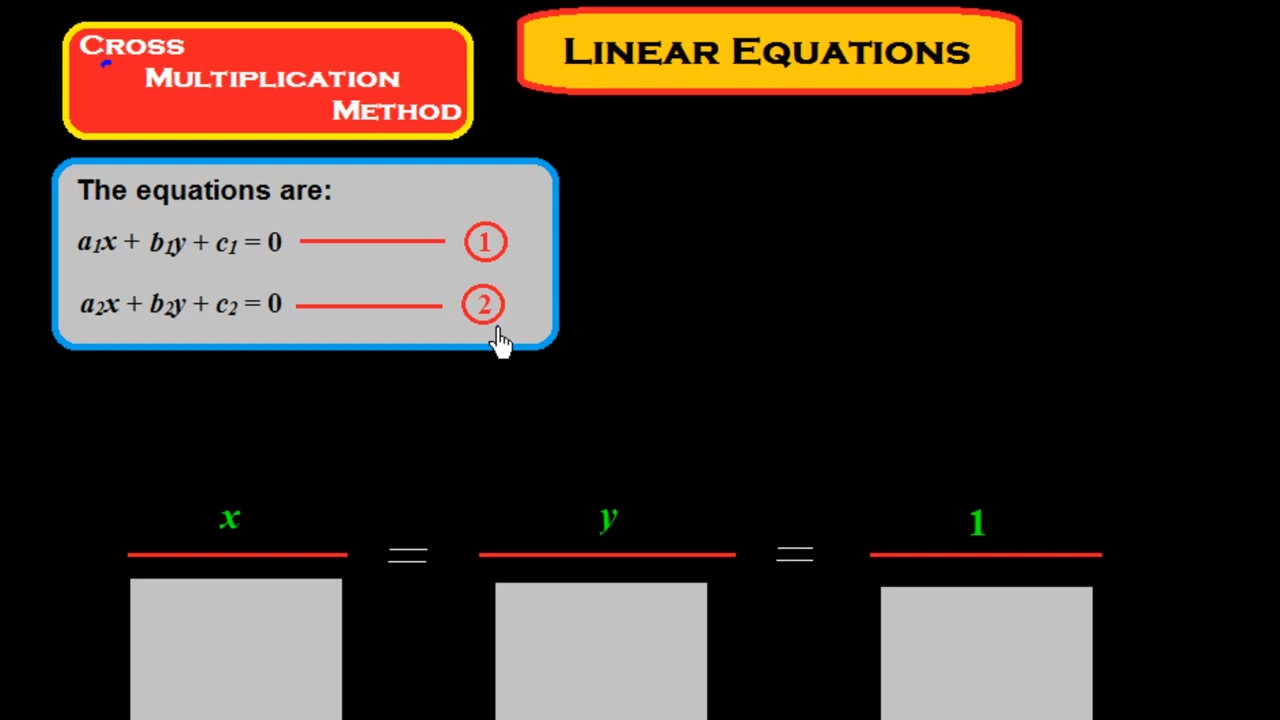 Cross
Multiplication
Method
Linear Equations
The equations are:
a₁x + b₁y + c₁ = 0 ——— ①
a₂x + b₂y + c₂ = 0 ——— ②
x = y = 1